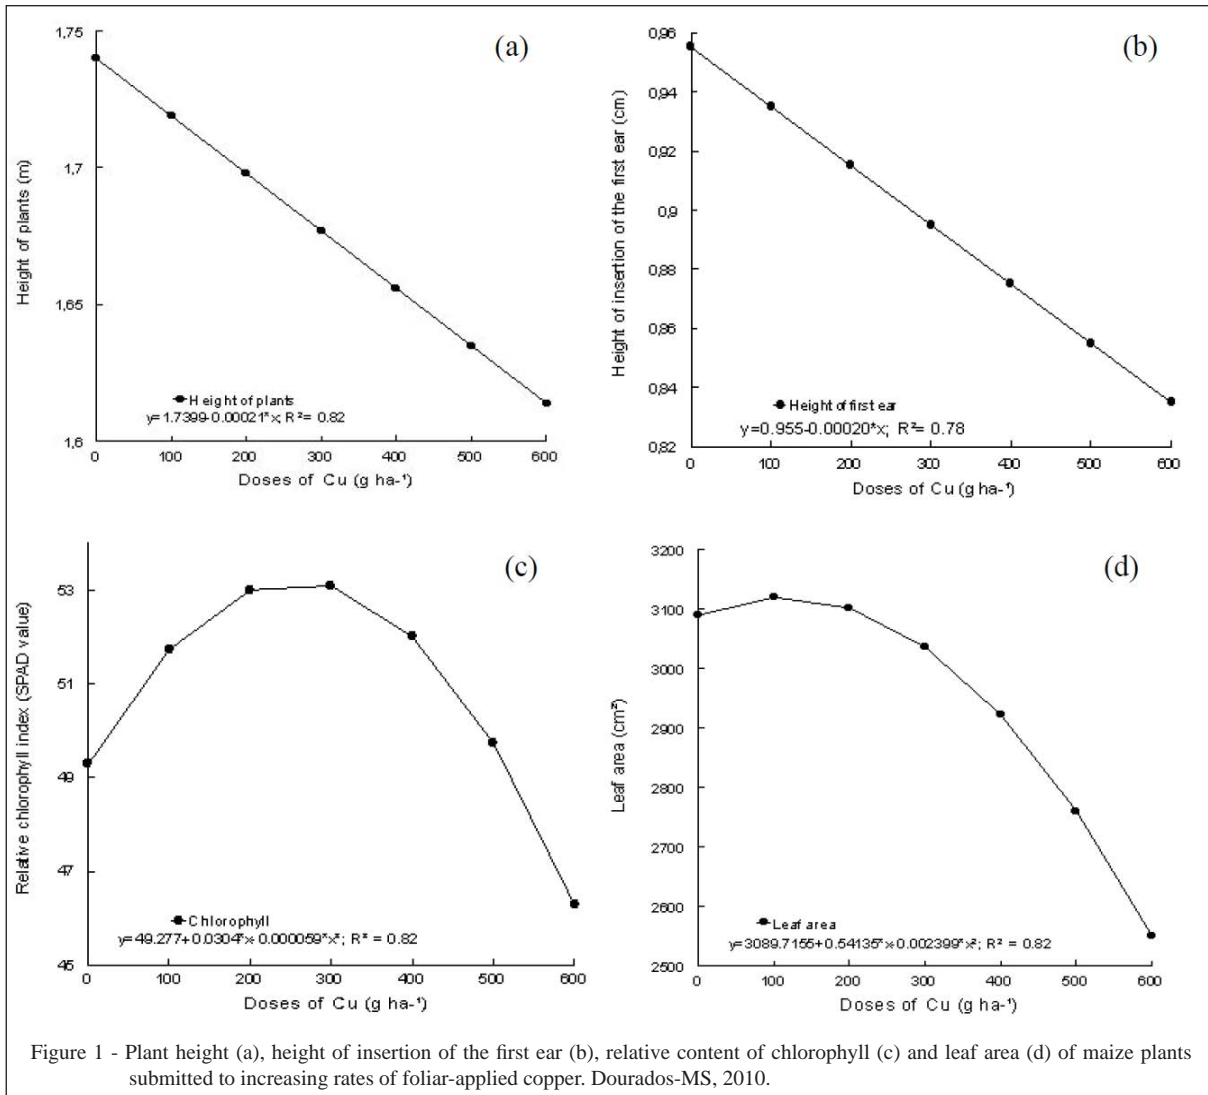 (a)
Height of plants (m)
1,75
1,7
1,65
1,6
Height of plants
y=1.7399-0.00021*x; R²= 0.82
0 100 200 300 400 500 600
Doses of Cu (g ha-¹)
(b)
Height of insertion of the first ear (cm)
0,96
0,94
0,92
0,9
0,88
0,86
0,84
0,82
Height of first ear
y=0.955-0.00020*x; R²= 0.78
0 100 200 300 400 500 600
Doses of Cu (g ha-¹)
(c)
Relative chlorophyll index (SPAD value)
53
51
49
47
45
Chlorophyll
y=49.277+0.0304*x-0.000059*x²; R² = 0.82
0 100 200 300 400 500 600
Doses of Cu (g ha-¹)
(d)
Leaf area (cm²)
3200
3100
3000
2900
2800
2700
2600
2500
Leaf area
y=3089.7155+0.54135*x-0.002399*x²; R² = 0.82
0 100 200 300 400 500 600
Doses of Cu (g ha-¹)
Figure 1 - Plant height (a), height of insertion of the first ear (b), relative content of chlorophyll (c) and leaf area (d) of maize plants
submitted to increasing rates of foliar-applied copper. Dourados-MS, 2010.